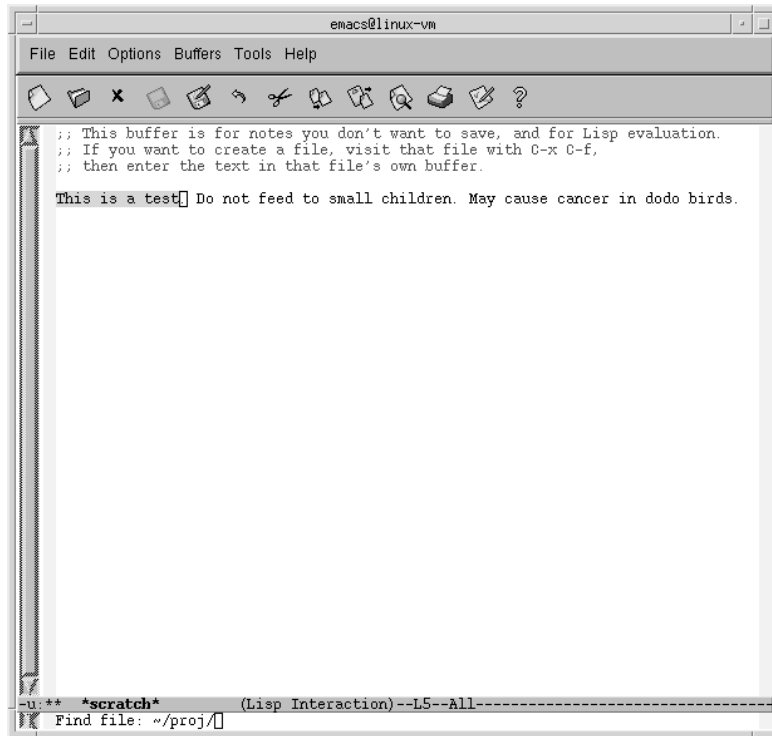 emacs@linux-vm
File Edit Options Buffers Tools Help
;; This buffer is for notes you don't want to save, and for Lisp evaluation.
;; If you want to create a file, visit that file with C-x C-f,
;; then enter the text in that file's own buffer.
This is a test. Do not feed to small children. May cause cancer in dodo birds.
-u:** *scratch* (Lisp Interaction)--L5--All----------------------------------
Find file: ~/proj/